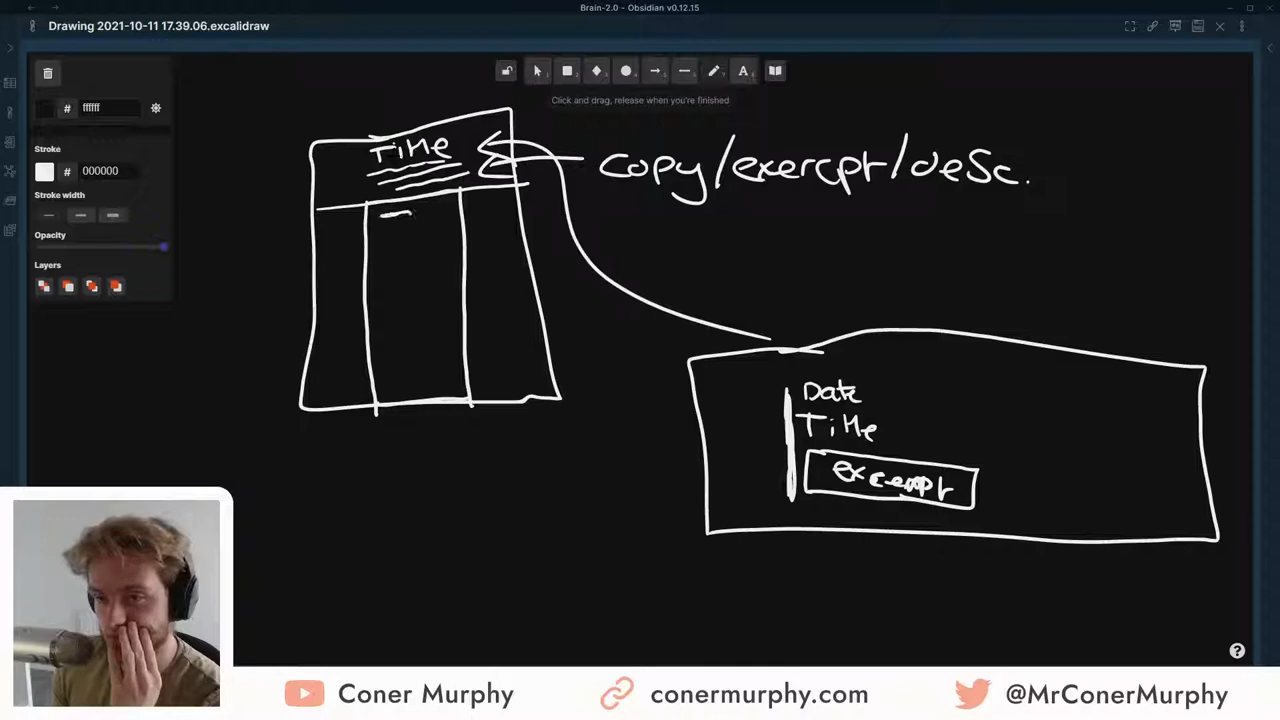 Brain-2.0 - Obsidian v0.12.15
Drawing 2021-10-11 17.39.06.excalidraw
Click and drag, release when you're finished
# ffffff
Stroke
# 000000
Stroke width
Opacity
Layers
Title
copy/exercpt/desc.
Date
Title
excerpt
Coner Murphy
conermurphy.com
@MrConerMurphy